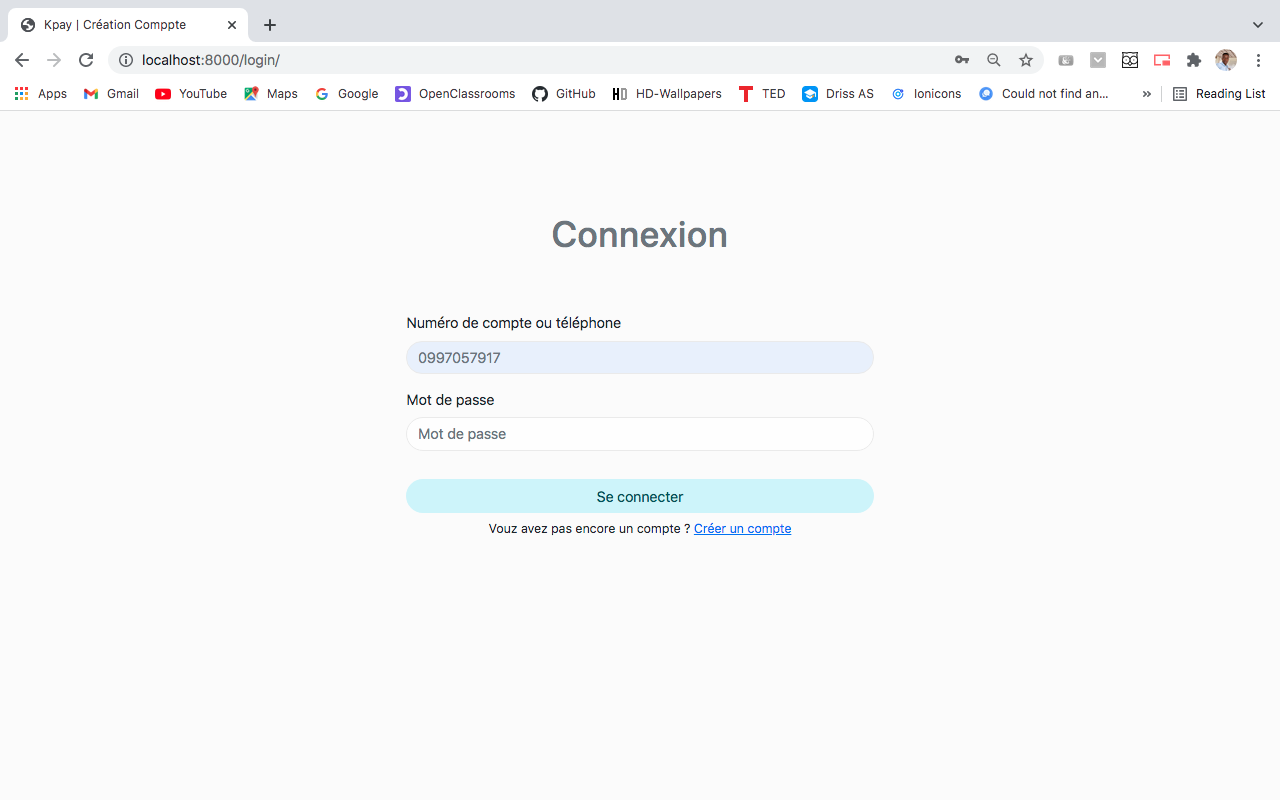 Kpay | Création Comppte
localhost:8000/login/
Apps Gmail YouTube Maps Google OpenClassrooms GitHub HD-Wallpapers TED Driss AS Ionicons Could not find an... » Reading List
Connexion
Numéro de compte ou téléphone
0997057917
Mot de passe
Mot de passe
Se connecter
Vouz avez pas encore un compte ? Créer un compte